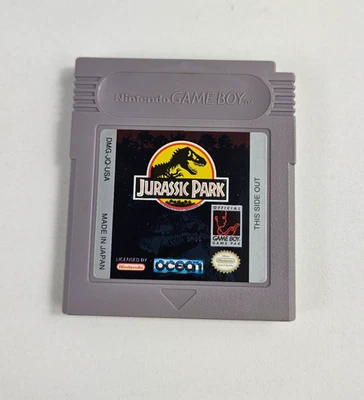 Nintendo GAME BOY TM
DMG-JQ-USA
MADE IN JAPAN
JURASSIC PARK
OFFICIAL
GAME BOY
GAME PAK
THIS SIDE OUT
LICENSED BY
Nintendo
ocean